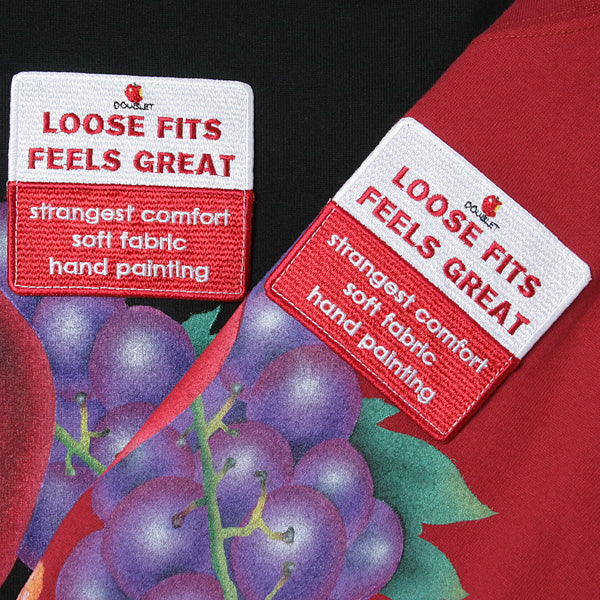 DOUBLET
LOOSE FITS
FEELS GREAT
strangest comfort
soft fabric
hand painting
DOUBLET
LOOSE FITS
FEELS GREAT
strangest comfort
soft fabric
hand painting